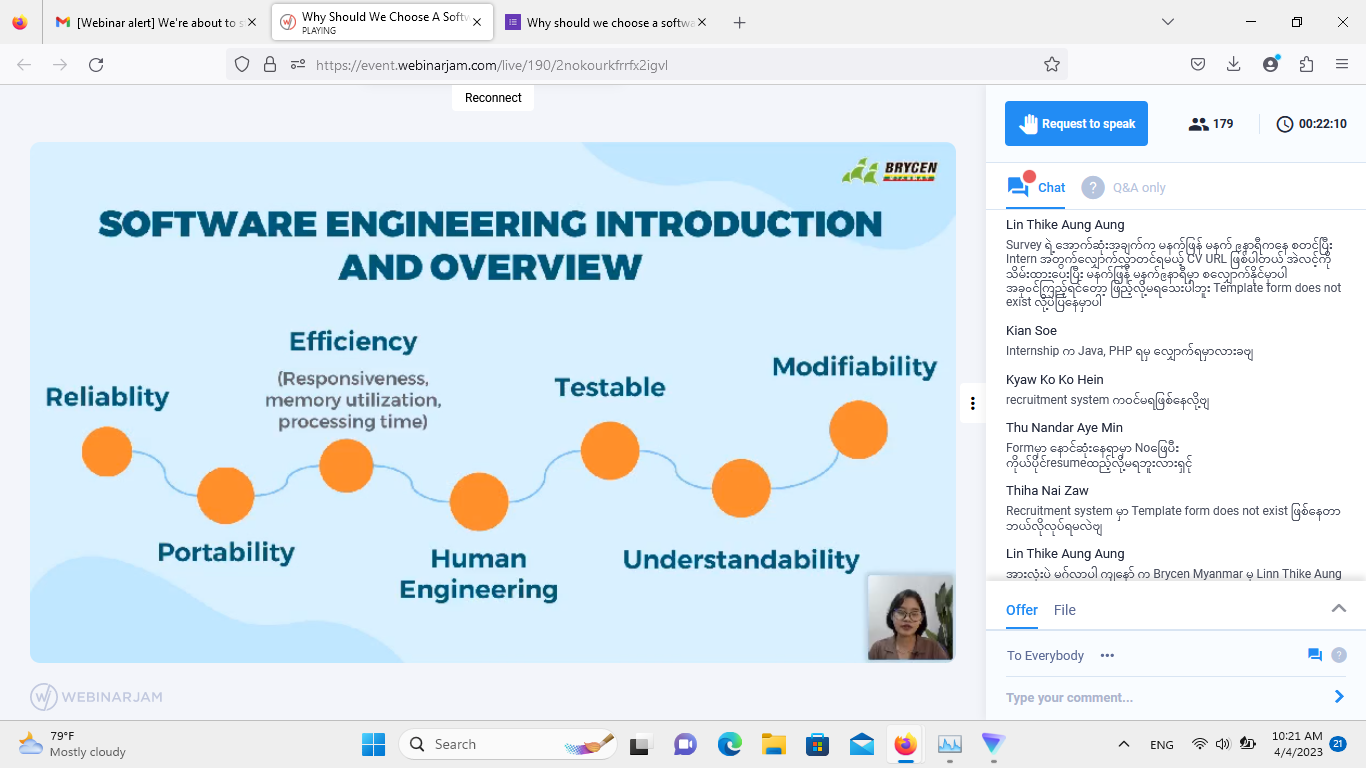 [Webinar alert] We're about to s
Why Should We Choose A Softw
PLAYING
Why should we choose a softwa
https://event.webinarjam.com/live/190/2nokourkfrrfx2igvl
Reconnect
BRYCEN
MYANMAR
SOFTWARE ENGINEERING INTRODUCTION
AND OVERVIEW
Efficiency
(Responsiveness,
memory utilization,
processing time)
Reliablity
Testable
Modifiability
Portability
Human
Engineering
Understandability
WEBINARJAM
Request to speak
179
00:22:10
Chat
Q&A only
Lin Thike Aung Aung
Survey ရဲ့အောက်ဆုံးအချက်က မနက်ဖြန် မနက် ၉နာရီကနေ စတင်ပြီး
Intern အတွက်လျှောက်လွှာတင်ရမယ့် CV URL ဖြစ်ပါတယ် အဲလင့်ကို
သိမ်းထားပေးပြီး မနက်ဖြန် မနက်၉နာရီမှာ စလျှောက်နိုင်မှာပါ
အခုဝင်ကြည့်ရင်တော့ ဖြည့်လို့မရသေးပါဘူး Template form does not
exist လို့ပဲပြနေမှာပါ
Kian Soe
Internship က Java, PHP ရမှ လျှောက်ရမှာလားခဗျ
Kyaw Ko Ko Hein
recruitment system ကဝင်မရဖြစ်နေလို့ဗျ
Thu Nandar Aye Min
Formမှာ နောင်ဆုံးနေရာမှာ Noဖြေပီး
ကိုယ်ပိုင်resumeထည့်လို့မရဘူးလားရှင့်
Thiha Nai Zaw
Recruitment system မှာ Template form does not exist ဖြစ်နေတာ
ဘယ်လိုလုပ်ရမလဲဗျ
Lin Thike Aung Aung
အားလုံးပဲ မင်္ဂလာပါ ကျနော် က Brycen Myanmar မှ Linn Thike Aung
Offer
File
To Everybody
Type your comment...
79°F
Mostly cloudy
Search
ENG
10:21 AM
4/4/2023
21